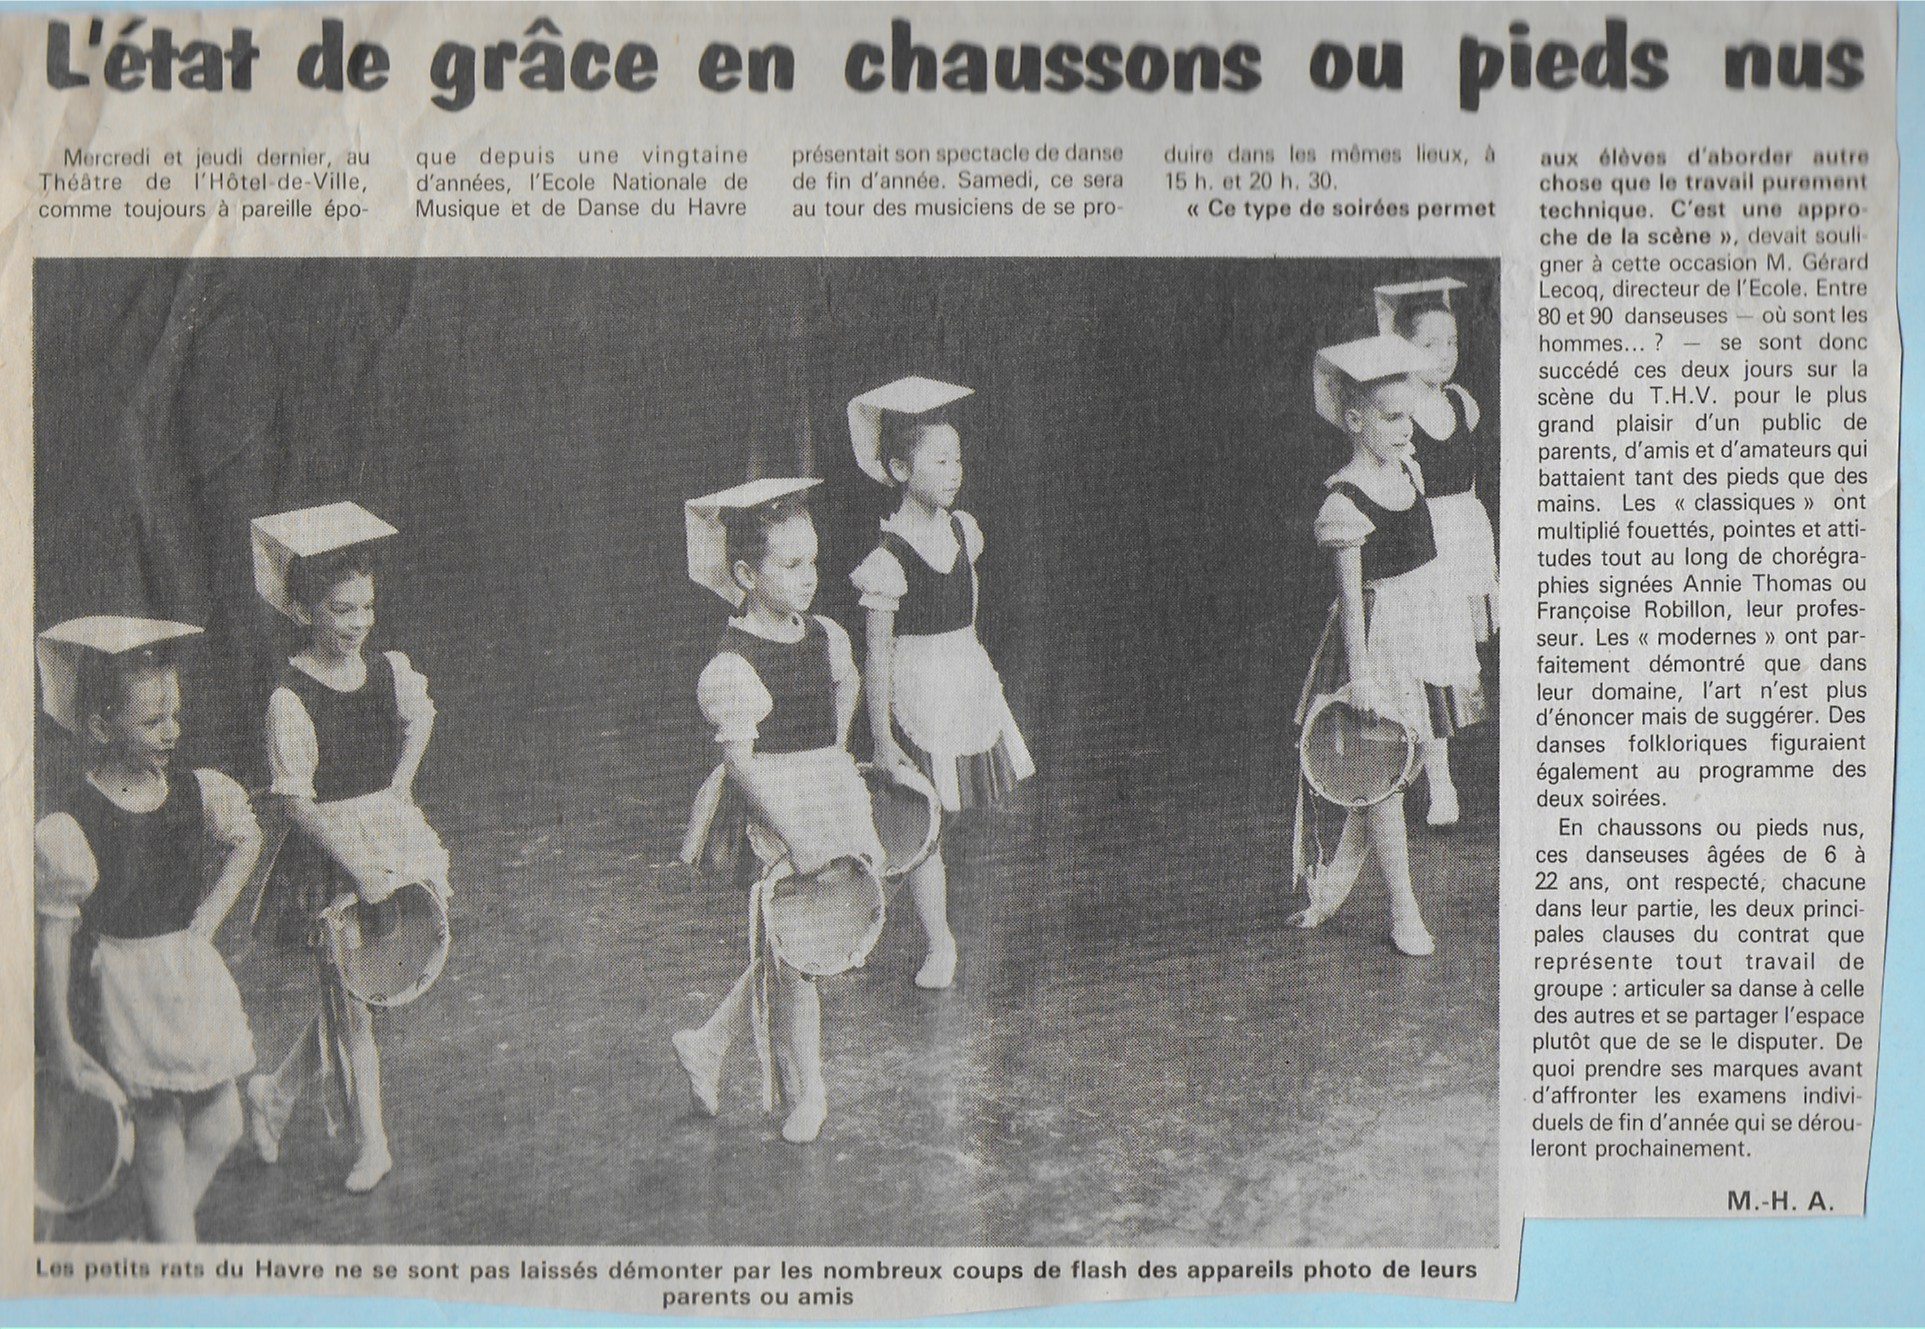 L'état de grâce en chaussons ou pieds nus
Mercredi et jeudi dernier, au
Théâtre de l'Hôtel-de-Ville,
comme toujours à pareille épo-
que depuis une vingtaine
d'années, l'Ecole Nationale de
Musique et de Danse du Havre
présentait son spectacle de danse
de fin d'année. Samedi, ce sera
au tour des musiciens de se pro-
duire dans les mêmes lieux, à
15 h. et 20 h. 30.
« Ce type de soirées permet
aux élèves d'aborder autre
chose que le travail purement
technique. C'est une appro-
che de la scène », devait souli-
gner à cette occasion M. Gérard
Lecoq, directeur de l'Ecole. Entre
80 et 90 danseuses — où sont les
hommes... ? — se sont donc
succédé ces deux jours sur la
scène du T.H.V. pour le plus
grand plaisir d'un public de
parents, d'amis et d'amateurs qui
battaient tant des pieds que des
mains. Les « classiques » ont
multiplié fouettés, pointes et atti-
tudes tout au long de chorégra-
phies signées Annie Thomas ou
Françoise Robillon, leur profes-
seur. Les « modernes » ont par-
faitement démontré que dans
leur domaine, l'art n'est plus
d'énoncer mais de suggérer. Des
danses folkloriques figuraient
également au programme des
deux soirées.
En chaussons ou pieds nus,
ces danseuses âgées de 6 à
22 ans, ont respecté, chacune
dans leur partie, les deux princi-
pales clauses du contrat que
représente tout travail de
groupe : articuler sa danse à celle
des autres et se partager l'espace
plutôt que de se le disputer. De
quoi prendre ses marques avant
d'affronter les examens indivi-
duels de fin d'année qui se dérou-
leront prochainement.
M.-H. A.
Les petits rats du Havre ne se sont pas laissés démonter par les nombreux coups de flash des appareils photo de leurs
parents ou amis